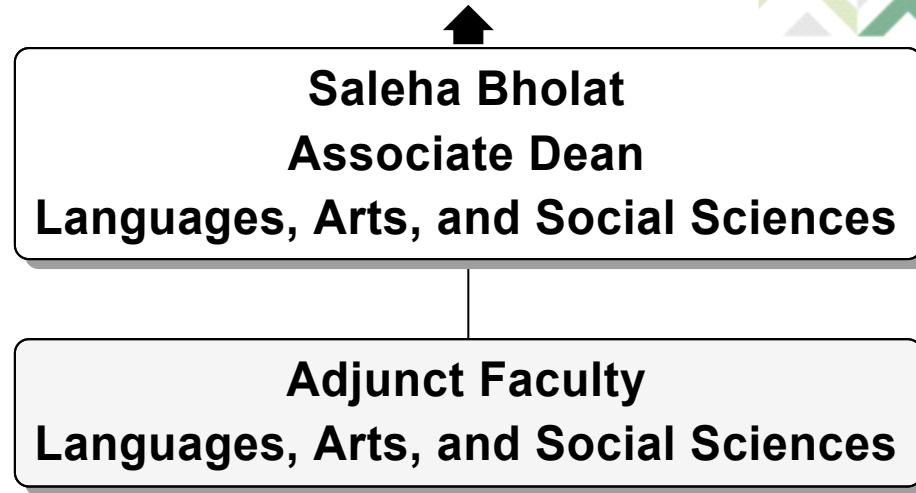 Saleha Bholat
Associate Dean
Languages, Arts, and Social Sciences
Adjunct Faculty
Languages, Arts, and Social Sciences